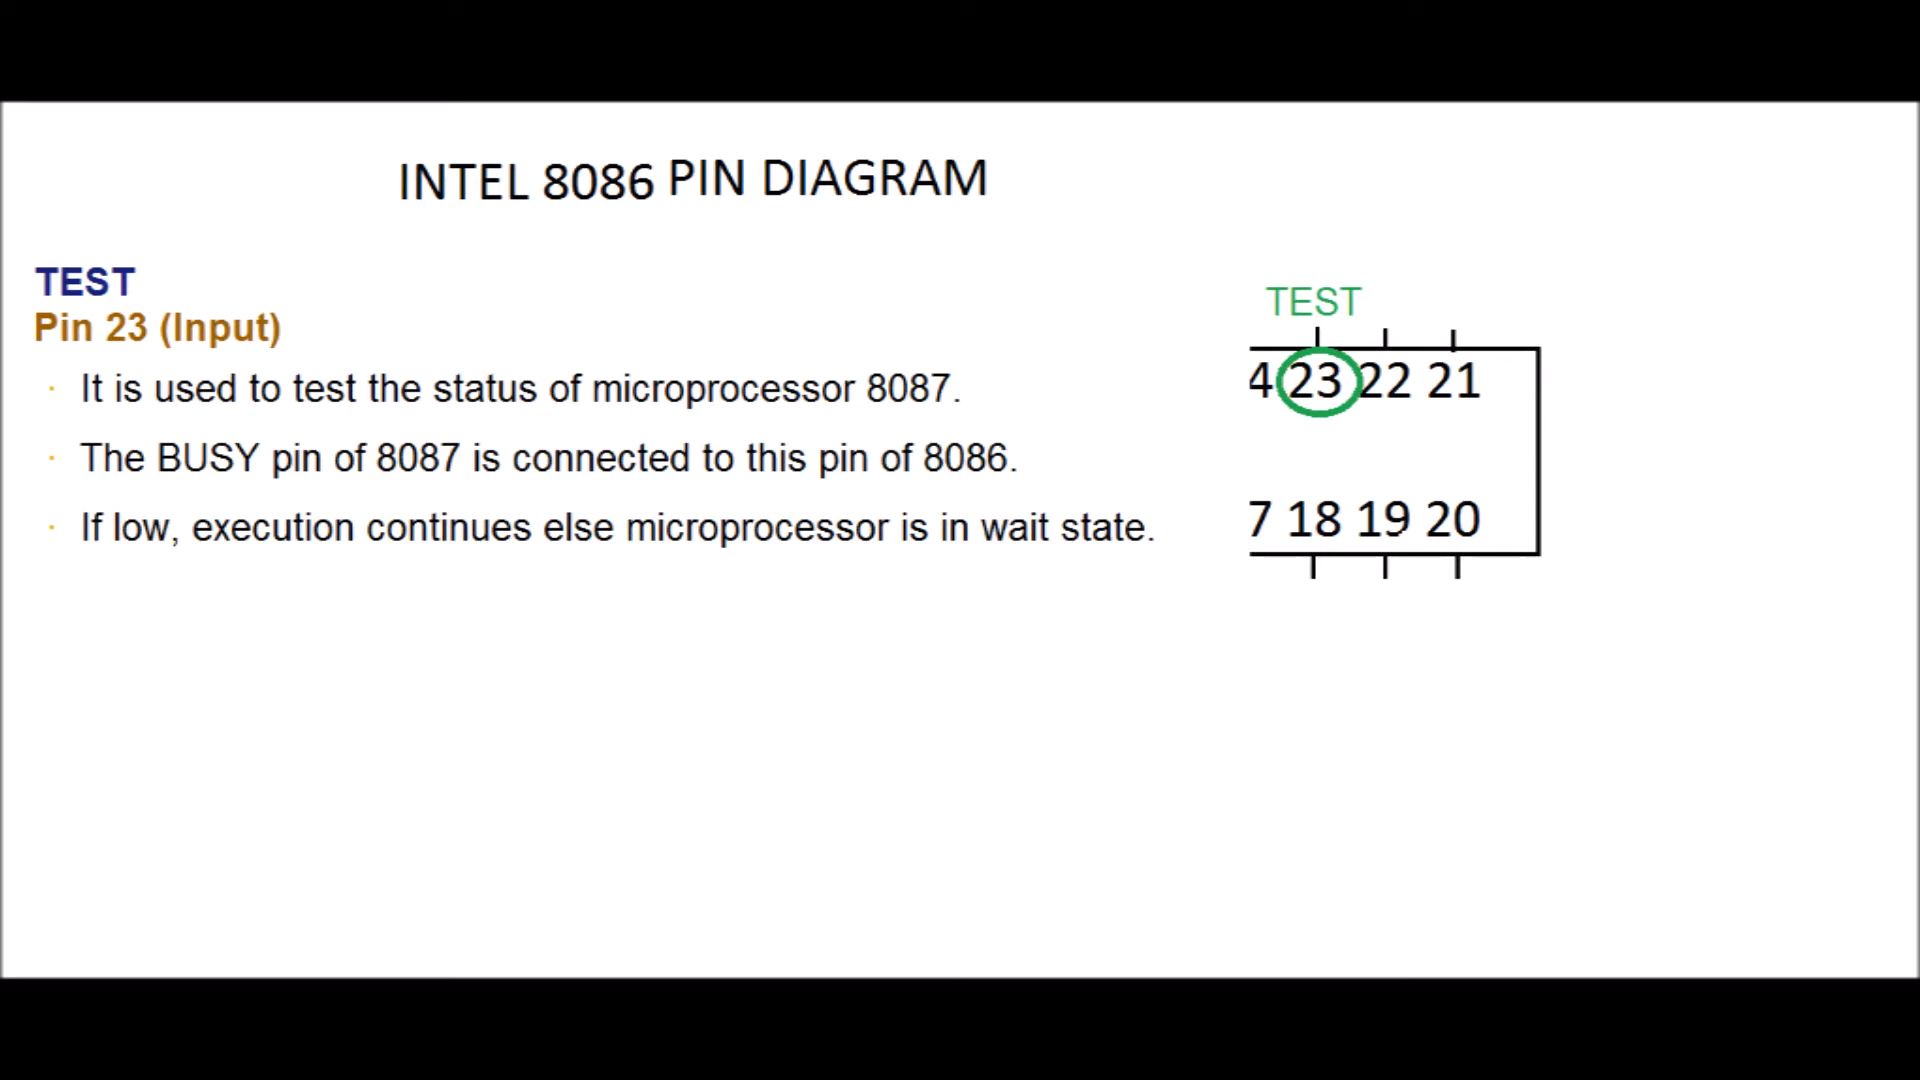 INTEL 8086 PIN DIAGRAM
TEST
Pin 23 (Input)
· It is used to test the status of microprocessor 8087.
· The BUSY pin of 8087 is connected to this pin of 8086.
· If low, execution continues else microprocessor is in wait state.
TEST
4 23 22 21
7 18 19 20